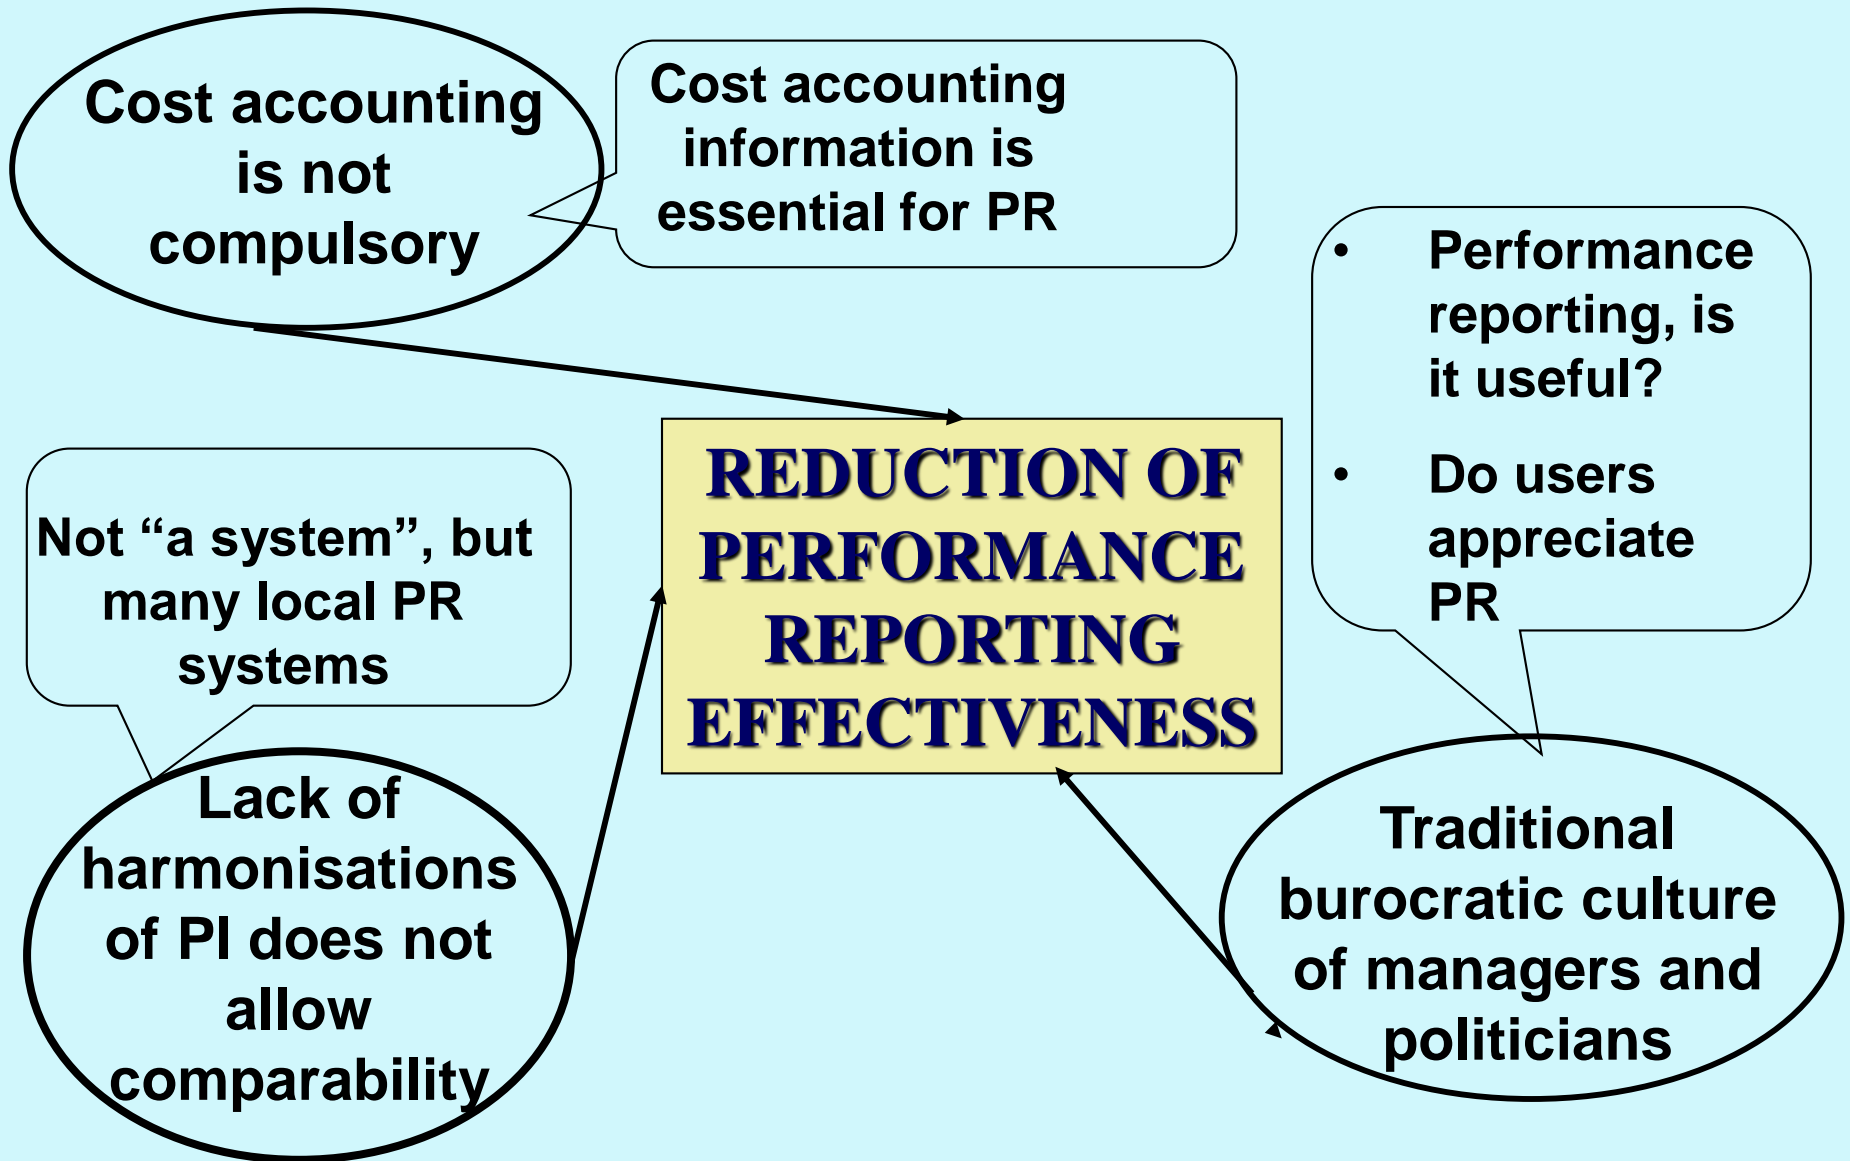 Cost accounting
is not
compulsory
Cost accounting
information is
essential for PR
• Performance
reporting, is
it useful?
• Do users
appreciate
PR
REDUCTION OF
PERFORMANCE
REPORTING
EFFECTIVENESS
Not “a system”, but
many local PR
systems
Lack of
harmonisations
of PI does not
allow
comparability
Traditional
burocratic culture
of managers and
politicians